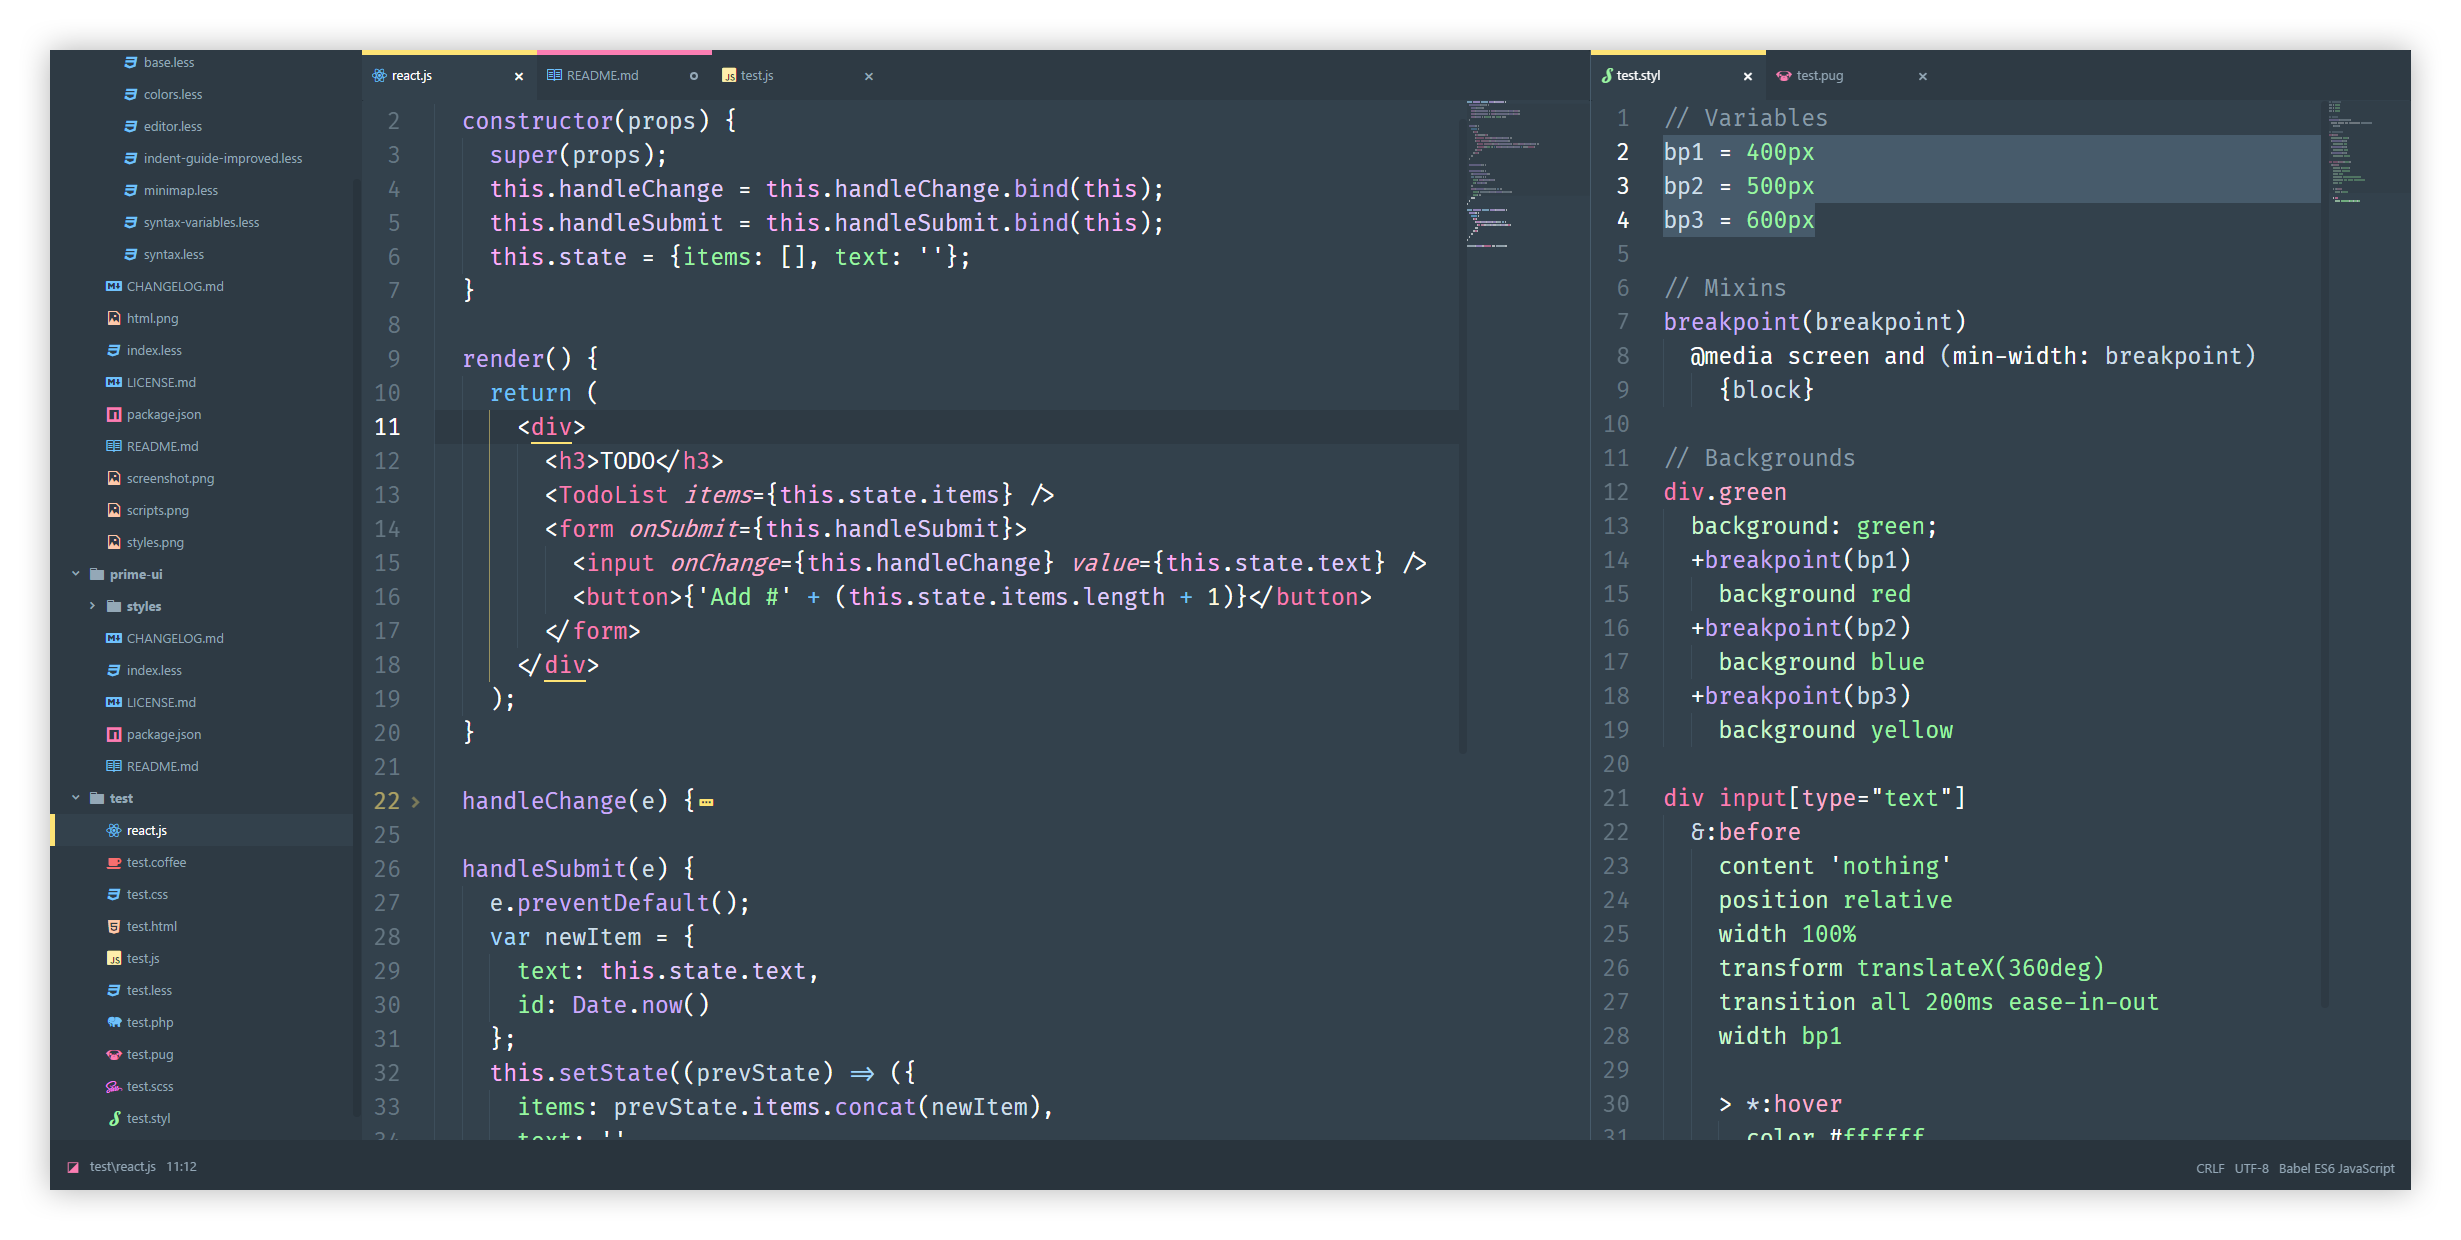 base.less
colors.less
editor.less
indent-guide-improved.less
minimap.less
syntax-variables.less
syntax.less
CHANGELOG.md
html.png
index.less
LICENSE.md
package.json
README.md
screenshot.png
scripts.png
styles.png
prime-ui
styles
CHANGELOG.md
index.less
LICENSE.md
package.json
README.md
test
react.js
test.coffee
test.css
test.html
test.js
test.less
test.php
test.pug
test.scss
test.styl
react.js × README.md JS test.js ×
2 constructor(props) {
3 super(props);
4 this.handleChange = this.handleChange.bind(this);
5 this.handleSubmit = this.handleSubmit.bind(this);
6 this.state = {items: [], text: ''};
7 }
8
9 render() {
10 return (
11 <div>
12 <h3>TODO</h3>
13 <TodoList items={this.state.items} />
14 <form onSubmit={this.handleSubmit}>
15 <input onChange={this.handleChange} value={this.state.text} />
16 <button>{'Add #' + (this.state.items.length + 1)}</button>
17 </form>
18 </div>
19 );
20 }
21
22 handleChange(e) {
25
26 handleSubmit(e) {
27 e.preventDefault();
28 var newItem = {
29 text: this.state.text,
30 id: Date.now()
31 };
32 this.setState((prevState) => ({
33 items: prevState.items.concat(newItem),
34 text: ''
test.styl × test.pug ×
1 // Variables
2 bp1 = 400px
3 bp2 = 500px
4 bp3 = 600px
5
6 // Mixins
7 breakpoint(breakpoint)
8 @media screen and (min-width: breakpoint)
9 {block}
10
11 // Backgrounds
12 div.green
13 background: green;
14 +breakpoint(bp1)
15 background red
16 +breakpoint(bp2)
17 background blue
18 +breakpoint(bp3)
19 background yellow
20
21 div input[type="text"]
22 &:before
23 content 'nothing'
24 position relative
25 width 100%
26 transform translateX(360deg)
27 transition all 200ms ease-in-out
28 width bp1
29
30 > *:hover
31 color #ffffff
test\react.js 11:12
CRLF UTF-8 Babel ES6 JavaScript